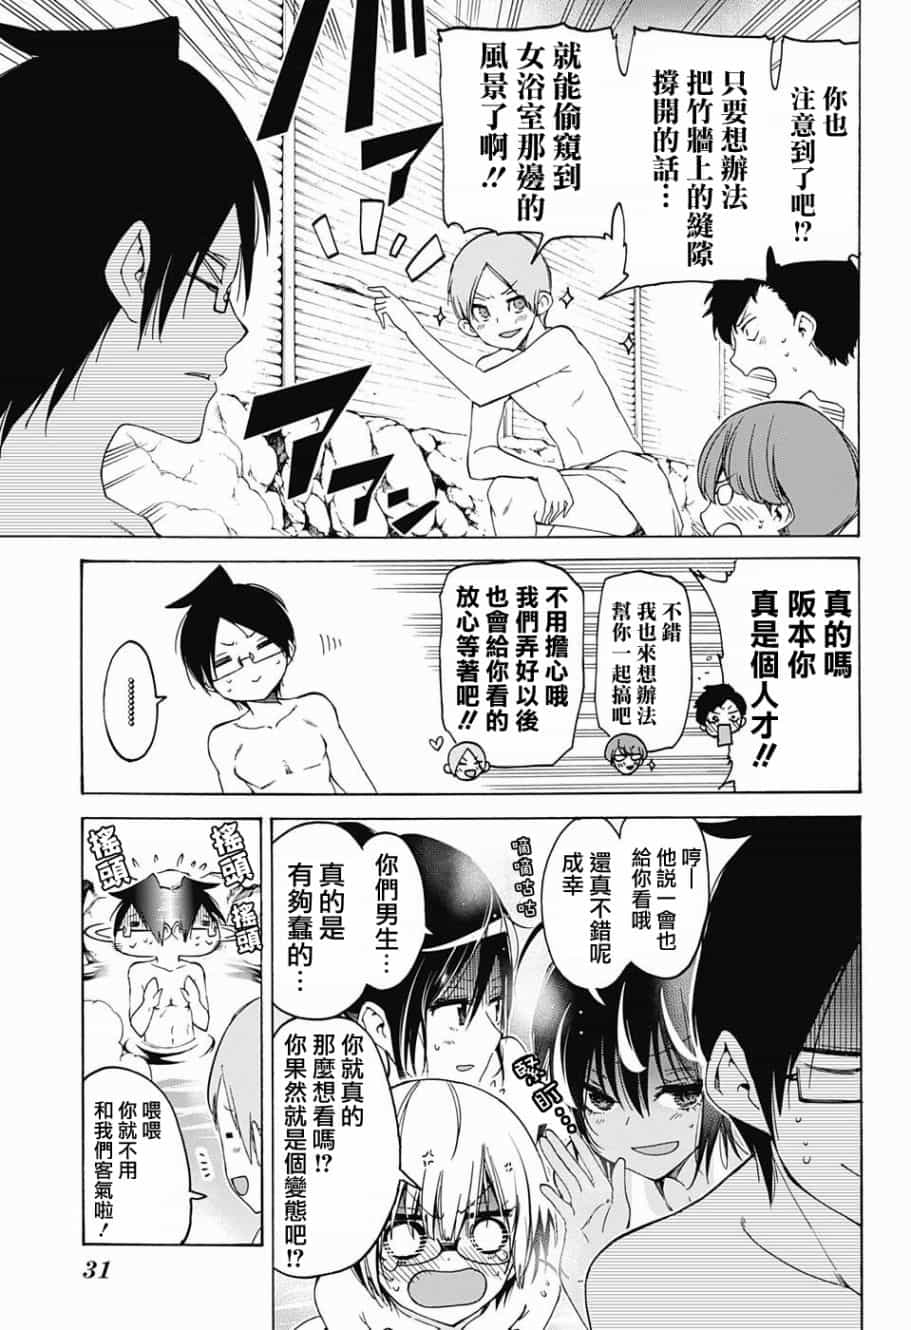 你也
注意到了吧!?
只要想辦法
把竹牆上的縫隙
撐開的話…
就能偷窺到
女浴室那邊的
風景了啊!!
ババーン
真的嗎
阪本你
真是個人才!!
不錯
我也來想辦法
幫你一起搞吧
不用擔心哦
我們弄好以後
也會給你看的
放心等著吧!!
………
哼—
他說一會也
給你看哦
還真不錯呢
成幸
嘀嘀咕咕
緊盯…
你們男生…
真的是
有夠蠢的…
你就真的
那麼想看嗎!?
你果然就是個變態吧!?
搖頭
搖頭
搖頭
喂喂
你就不用
和我們客氣啦!
31